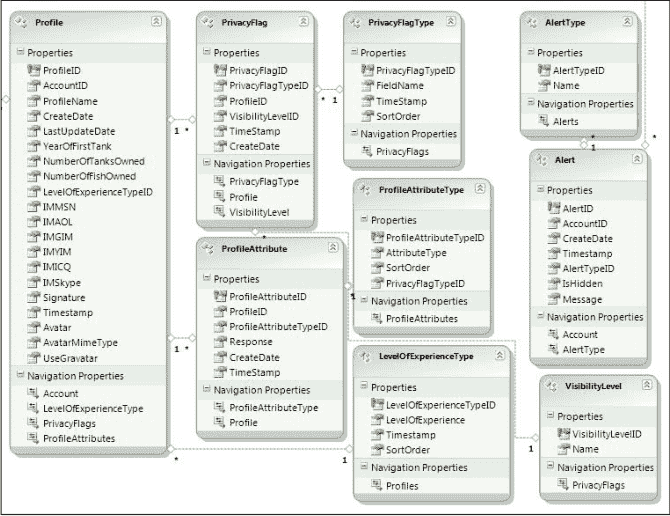 Profile
Properties
ProfileID
AccountID
ProfileName
CreateDate
LastUpdateDate
YearOfFirstTank
NumberOfTanksOwned
NumberOfFishOwned
LevelOfExperienceTypeID
IMMSN
IMAOL
IMGIM
IMYIM
IMICQ
IMSkype
Signature
Timestamp
Avatar
AvatarMimeType
UseGravatar
Navigation Properties
Account
LevelOfExperienceType
PrivacyFlags
ProfileAttributes
1 *
1 *
*
1
PrivacyFlag
Properties
PrivacyFlagID
PrivacyFlagTypeID
ProfileID
VisibilityLevelID
TimeStamp
CreateDate
Navigation Properties
PrivacyFlagType
Profile
VisibilityLevel
* 1
*
PrivacyFlagType
Properties
PrivacyFlagTypeID
FieldName
TimeStamp
SortOrder
Navigation Properties
PrivacyFlags
ProfileAttribute
Properties
ProfileAttributeID
ProfileID
ProfileAttributeTypeID
Response
CreateDate
TimeStamp
Navigation Properties
ProfileAttributeType
Profile
ProfileAttributeType
Properties
ProfileAttributeTypeID
AttributeType
SortOrder
PrivacyFlagTypeID
Navigation Properties
ProfileAttributes
LevelOfExperienceType
Properties
LevelOfExperienceTypeID
LevelOfExperience
Timestamp
SortOrder
Navigation Properties
Profiles
AlertType
Properties
AlertTypeID
Name
Navigation Properties
Alerts
*
1
*
Alert
Properties
AlertID
AccountID
CreateDate
Timestamp
AlertTypeID
IsHidden
Message
Navigation Properties
Account
AlertType
VisibilityLevel
Properties
VisibilityLevelID
Name
Navigation Properties
PrivacyFlags
1